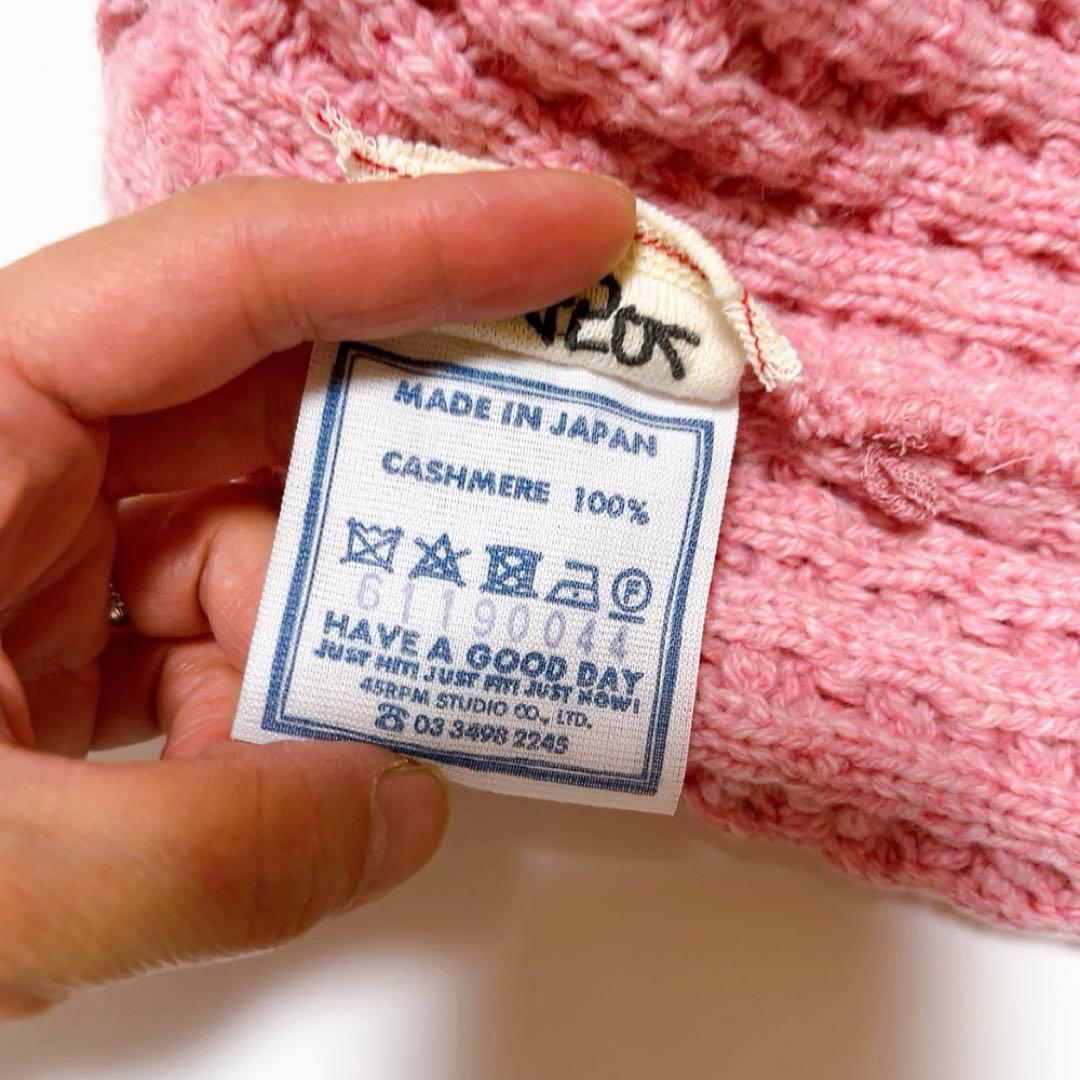 MADE IN JAPAN
CASHMERE 100%
61190044
HAVE A GOOD DAY
JUST HIT! JUST FIT! JUST NOW!
45RPM STUDIO CO., LTD.
☎ 03 3498 2245